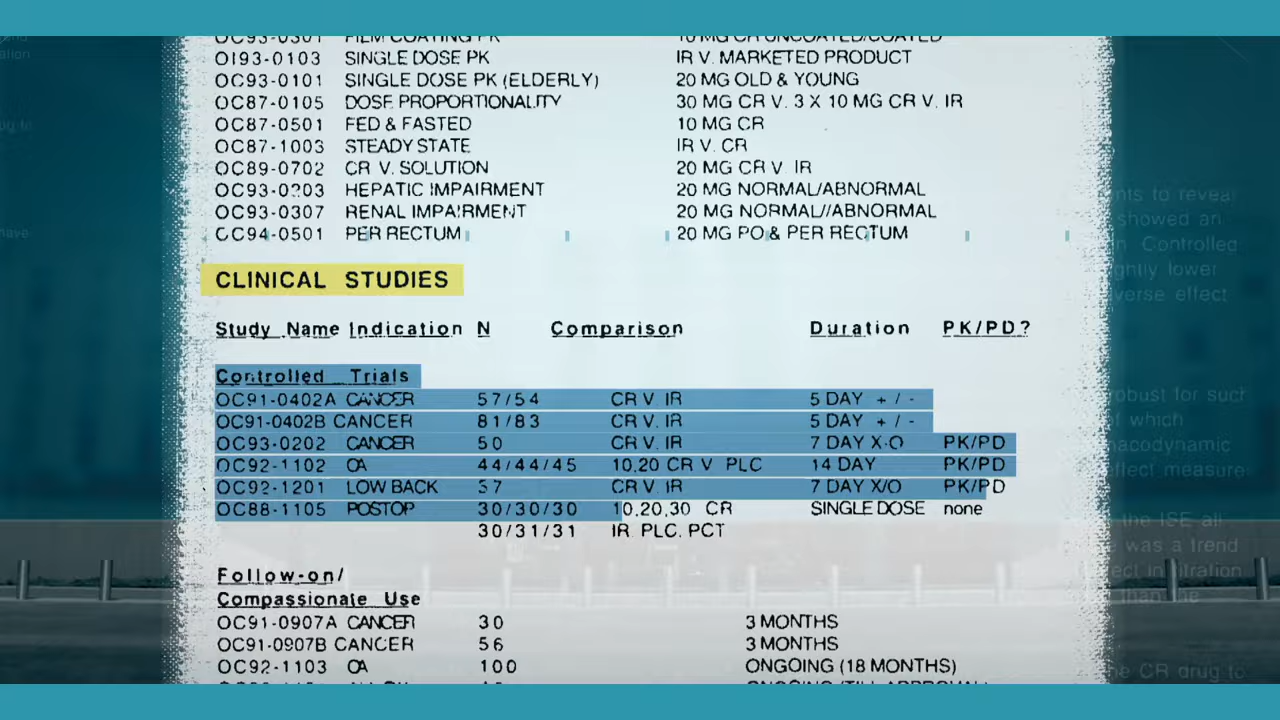 SINGLE DOSE PK IR V. MARKETED PRODUCT
OC93-0101 SINGLE DOSE PK (ELDERLY) 20 MG OLD & YOUNG
OC87-0105 DOSE PROPORTIONALITY 30 MG CR V. 3 X 10 MG CR V. IR
OC87-0501 FED & FASTED 10 MG CR
OC87-1003 STEADY STATE IR V. CR
OC89-0702 CR V. SOLUTION 20 MG CR V. IR
OC93-0203 HEPATIC IMPAIRMENT 20 MG NORMAL/ABNORMAL
OC93-0307 RENAL IMPAIRMENT 20 MG NORMAL//ABNORMAL
OC94-0501 PER RECTUM 20 MG PO & PER RECTUM
CLINICAL STUDIES
Study Name Indication N Comparison Duration PK/PD?
Controlled Trials
OC91-0402A CANCER 57/54 CR V. IR 5 DAY +/-
OC91-0402B CANCER 81/83 CR V. IR 5 DAY +/-
OC93-0202 CANCER 50 CR V. IR 7 DAY X-O PK/PD
OC92-1102 OA 44/44/45 10,20 CR V PLC 14 DAY PK/PD
OC92-1201 LOW BACK 57 CR V. IR 7 DAY X/O PK/PD
OC88-1105 POSTOP 30/30/30 10,20,30 CR SINGLE DOSE none
30/31/31 IR, PLC, PCT
Follow-on/
Compassionate Use
OC91-0907A CANCER 30 3 MONTHS
OC91-0907B CANCER 56 3 MONTHS
OC92-1103 OA 100 ONGOING (18 MONTHS)